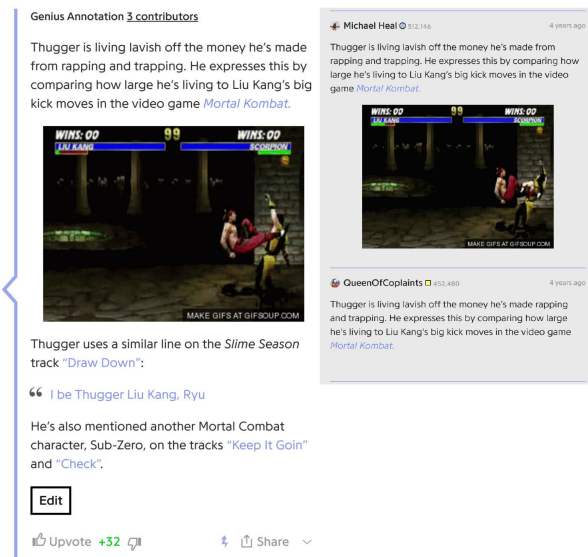 Genius Annotation 3 contributors
Thugger is living lavish off the money he's made
from rapping and trapping. He expresses this by
comparing how large he's living to Liu Kang's big
kick moves in the video game Mortal Kombat.
WINS: 00 99 WINS: 00
LIU KANG SCORPION
MAKE GIFS AT GIFSOUP.COM
Thugger uses a similar line on the Slime Season
track “Draw Down”:
“ I be Thugger Liu Kang, Ryu
He's also mentioned another Mortal Combat
character, Sub-Zero, on the tracks “Keep It Goin”
and “Check”.
Edit
Upvote +32 Share
Michael Heal 512,146 4 years ago
Thugger is living lavish off the money he's made from
rapping and trapping. He expresses this by comparing how
large he's living to Liu Kang's big kick moves in the video
game Mortal Kombat.
WINS: 00 99 WINS: 00
LIU KANG SCORPION
MAKE GIFS AT GIFSOUP.COM
QueenOfCoplaints 452,480 4 years ago
Thugger is living lavish off the money he's made rapping
and trapping. He expresses this by comparing how large
he's living to Liu Kang's big kick moves in the video game
Mortal Kombat.